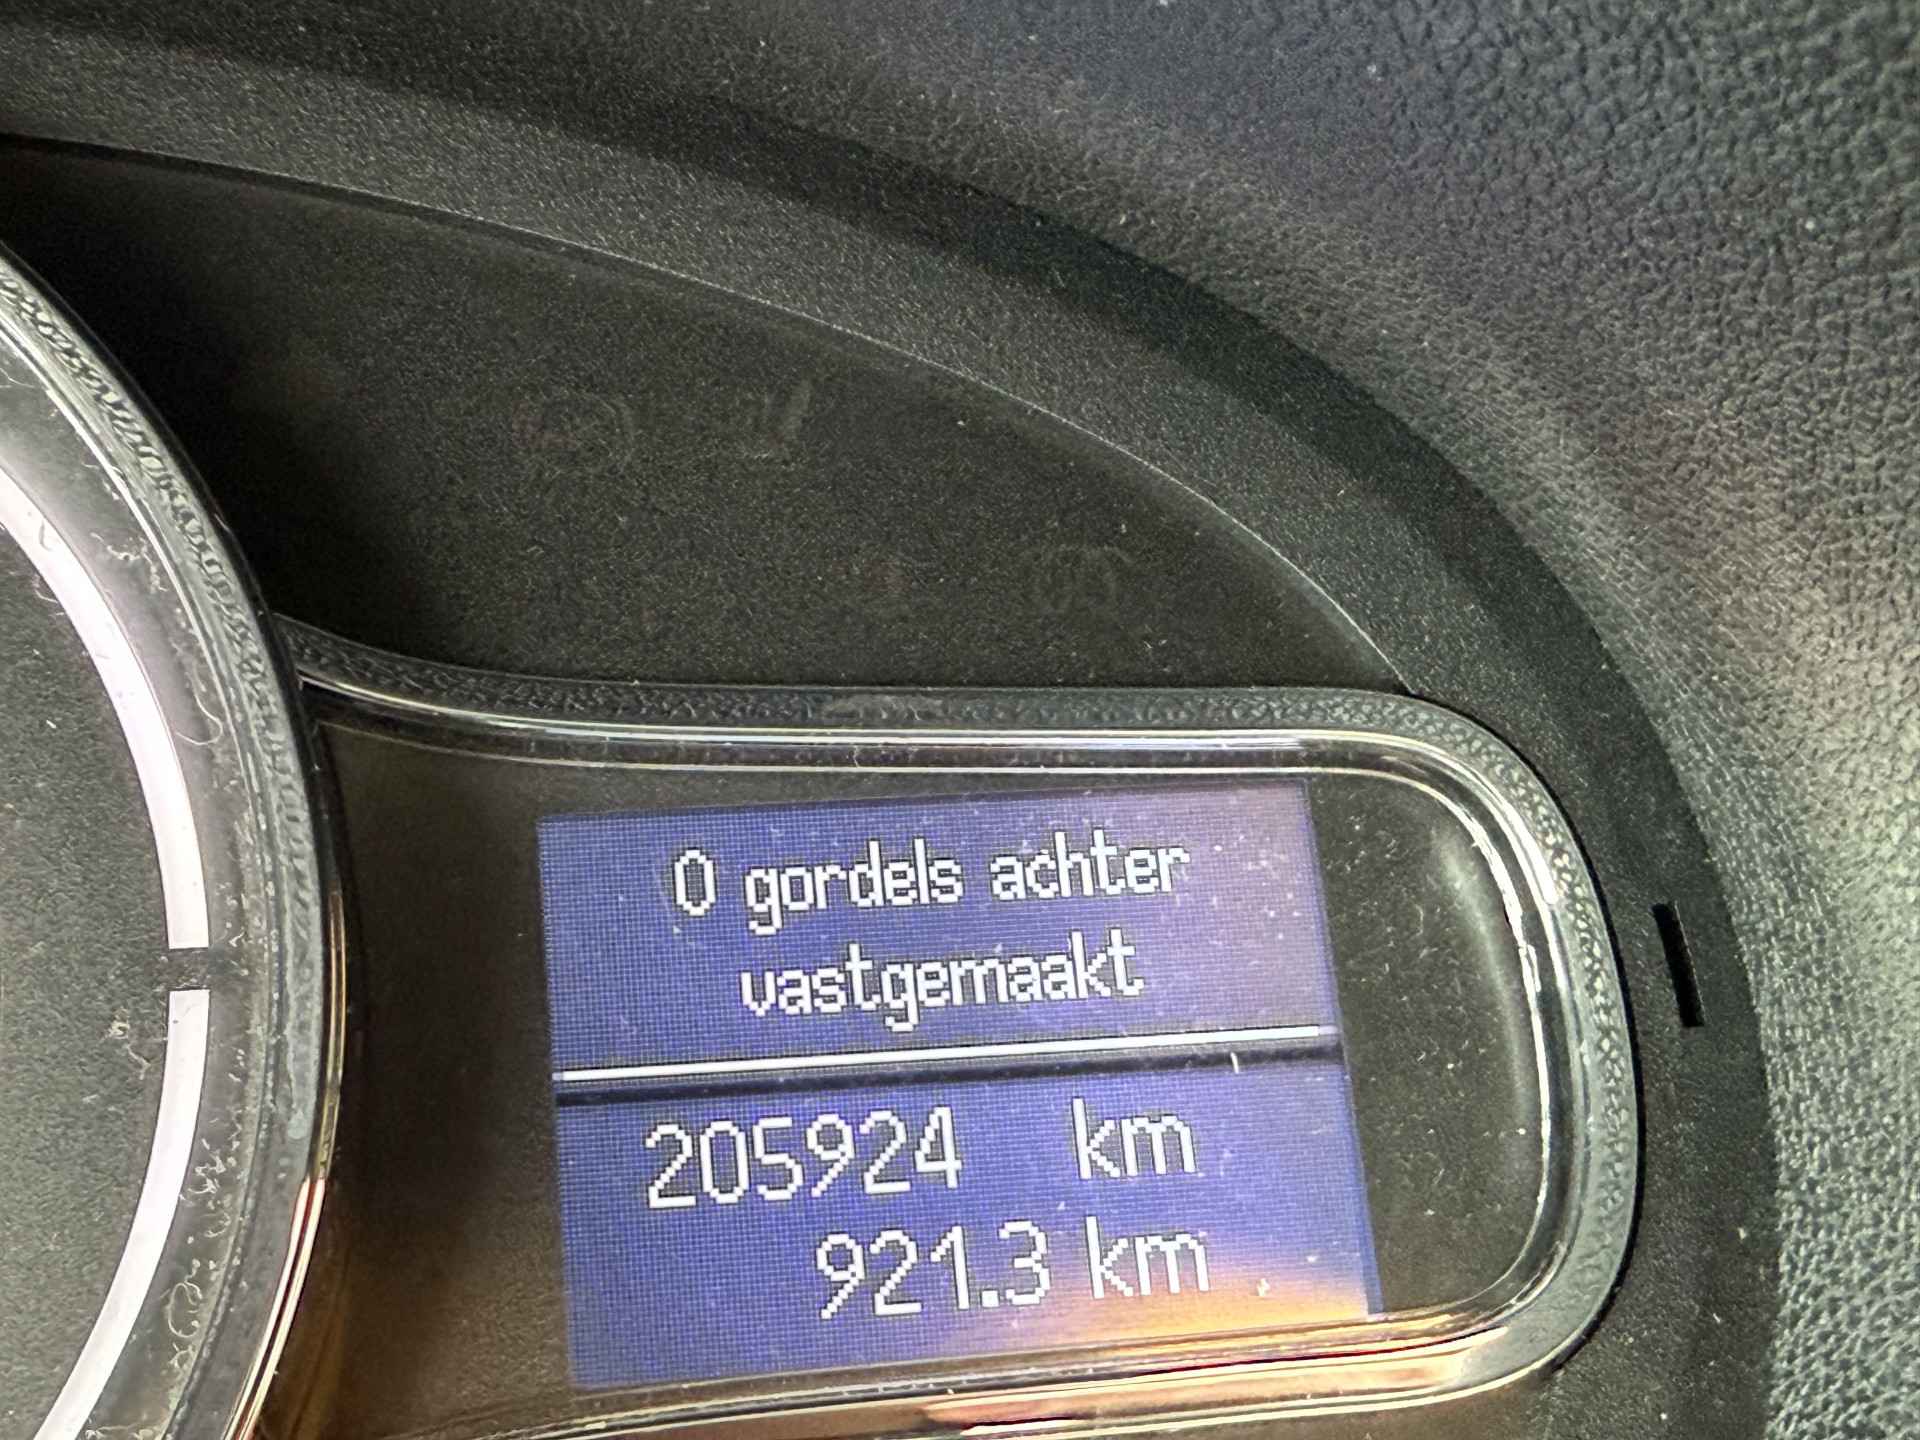 0 gordels achter
vastgemaakt
205924 km
921.3 km